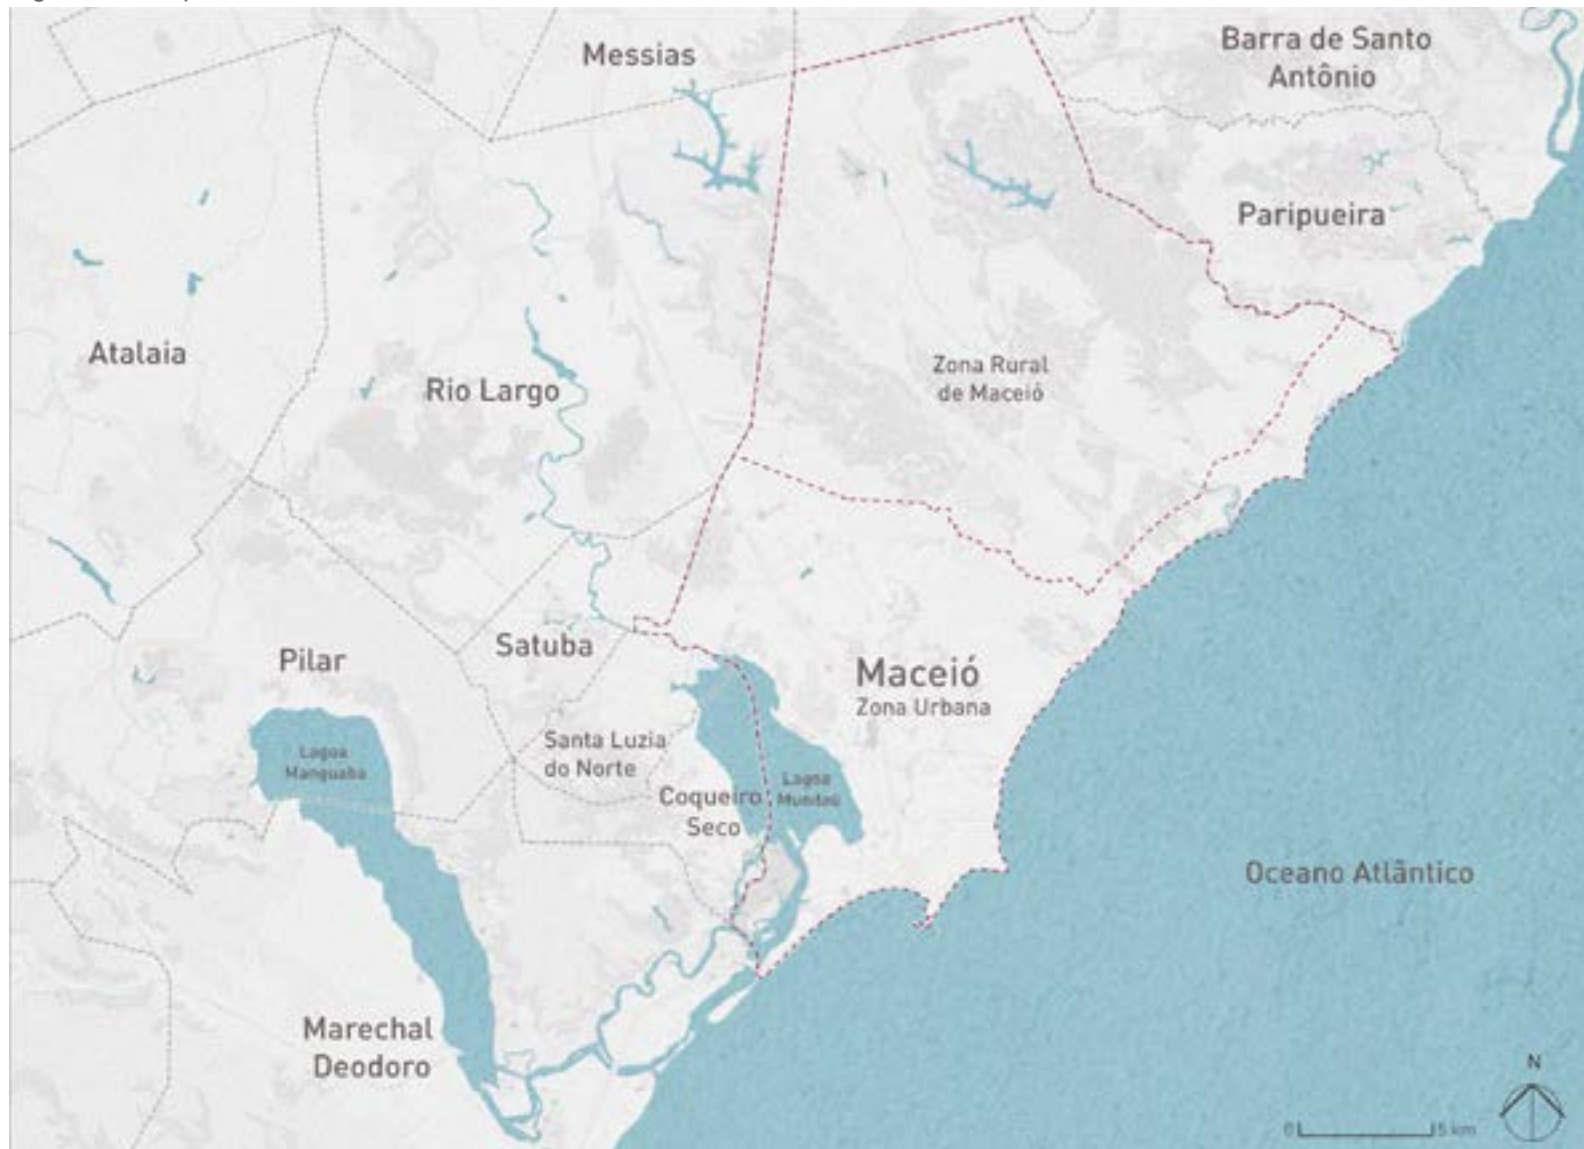 Messias
Barra de Santo
Antônio
Paripueira
Atalaia
Rio Largo
Zona Rural
de Maceió
Satuba
Pilar
Maceió
Zona Urbana
Santa Luzia
do Norte
Lagoa
Manguaba
Lagoa
Mundaú
Coqueiro
Seco
Oceano Atlântico
Marechal
Deodoro
N
0
5 km